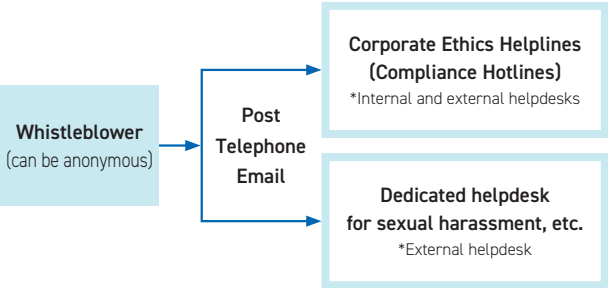 Whistleblower
(can be anonymous)
Post
Telephone
Email
Corporate Ethics Helplines
(Compliance Hotlines)
*Internal and external helpdesks
Dedicated helpdesk
for sexual harassment, etc.
*External helpdesk